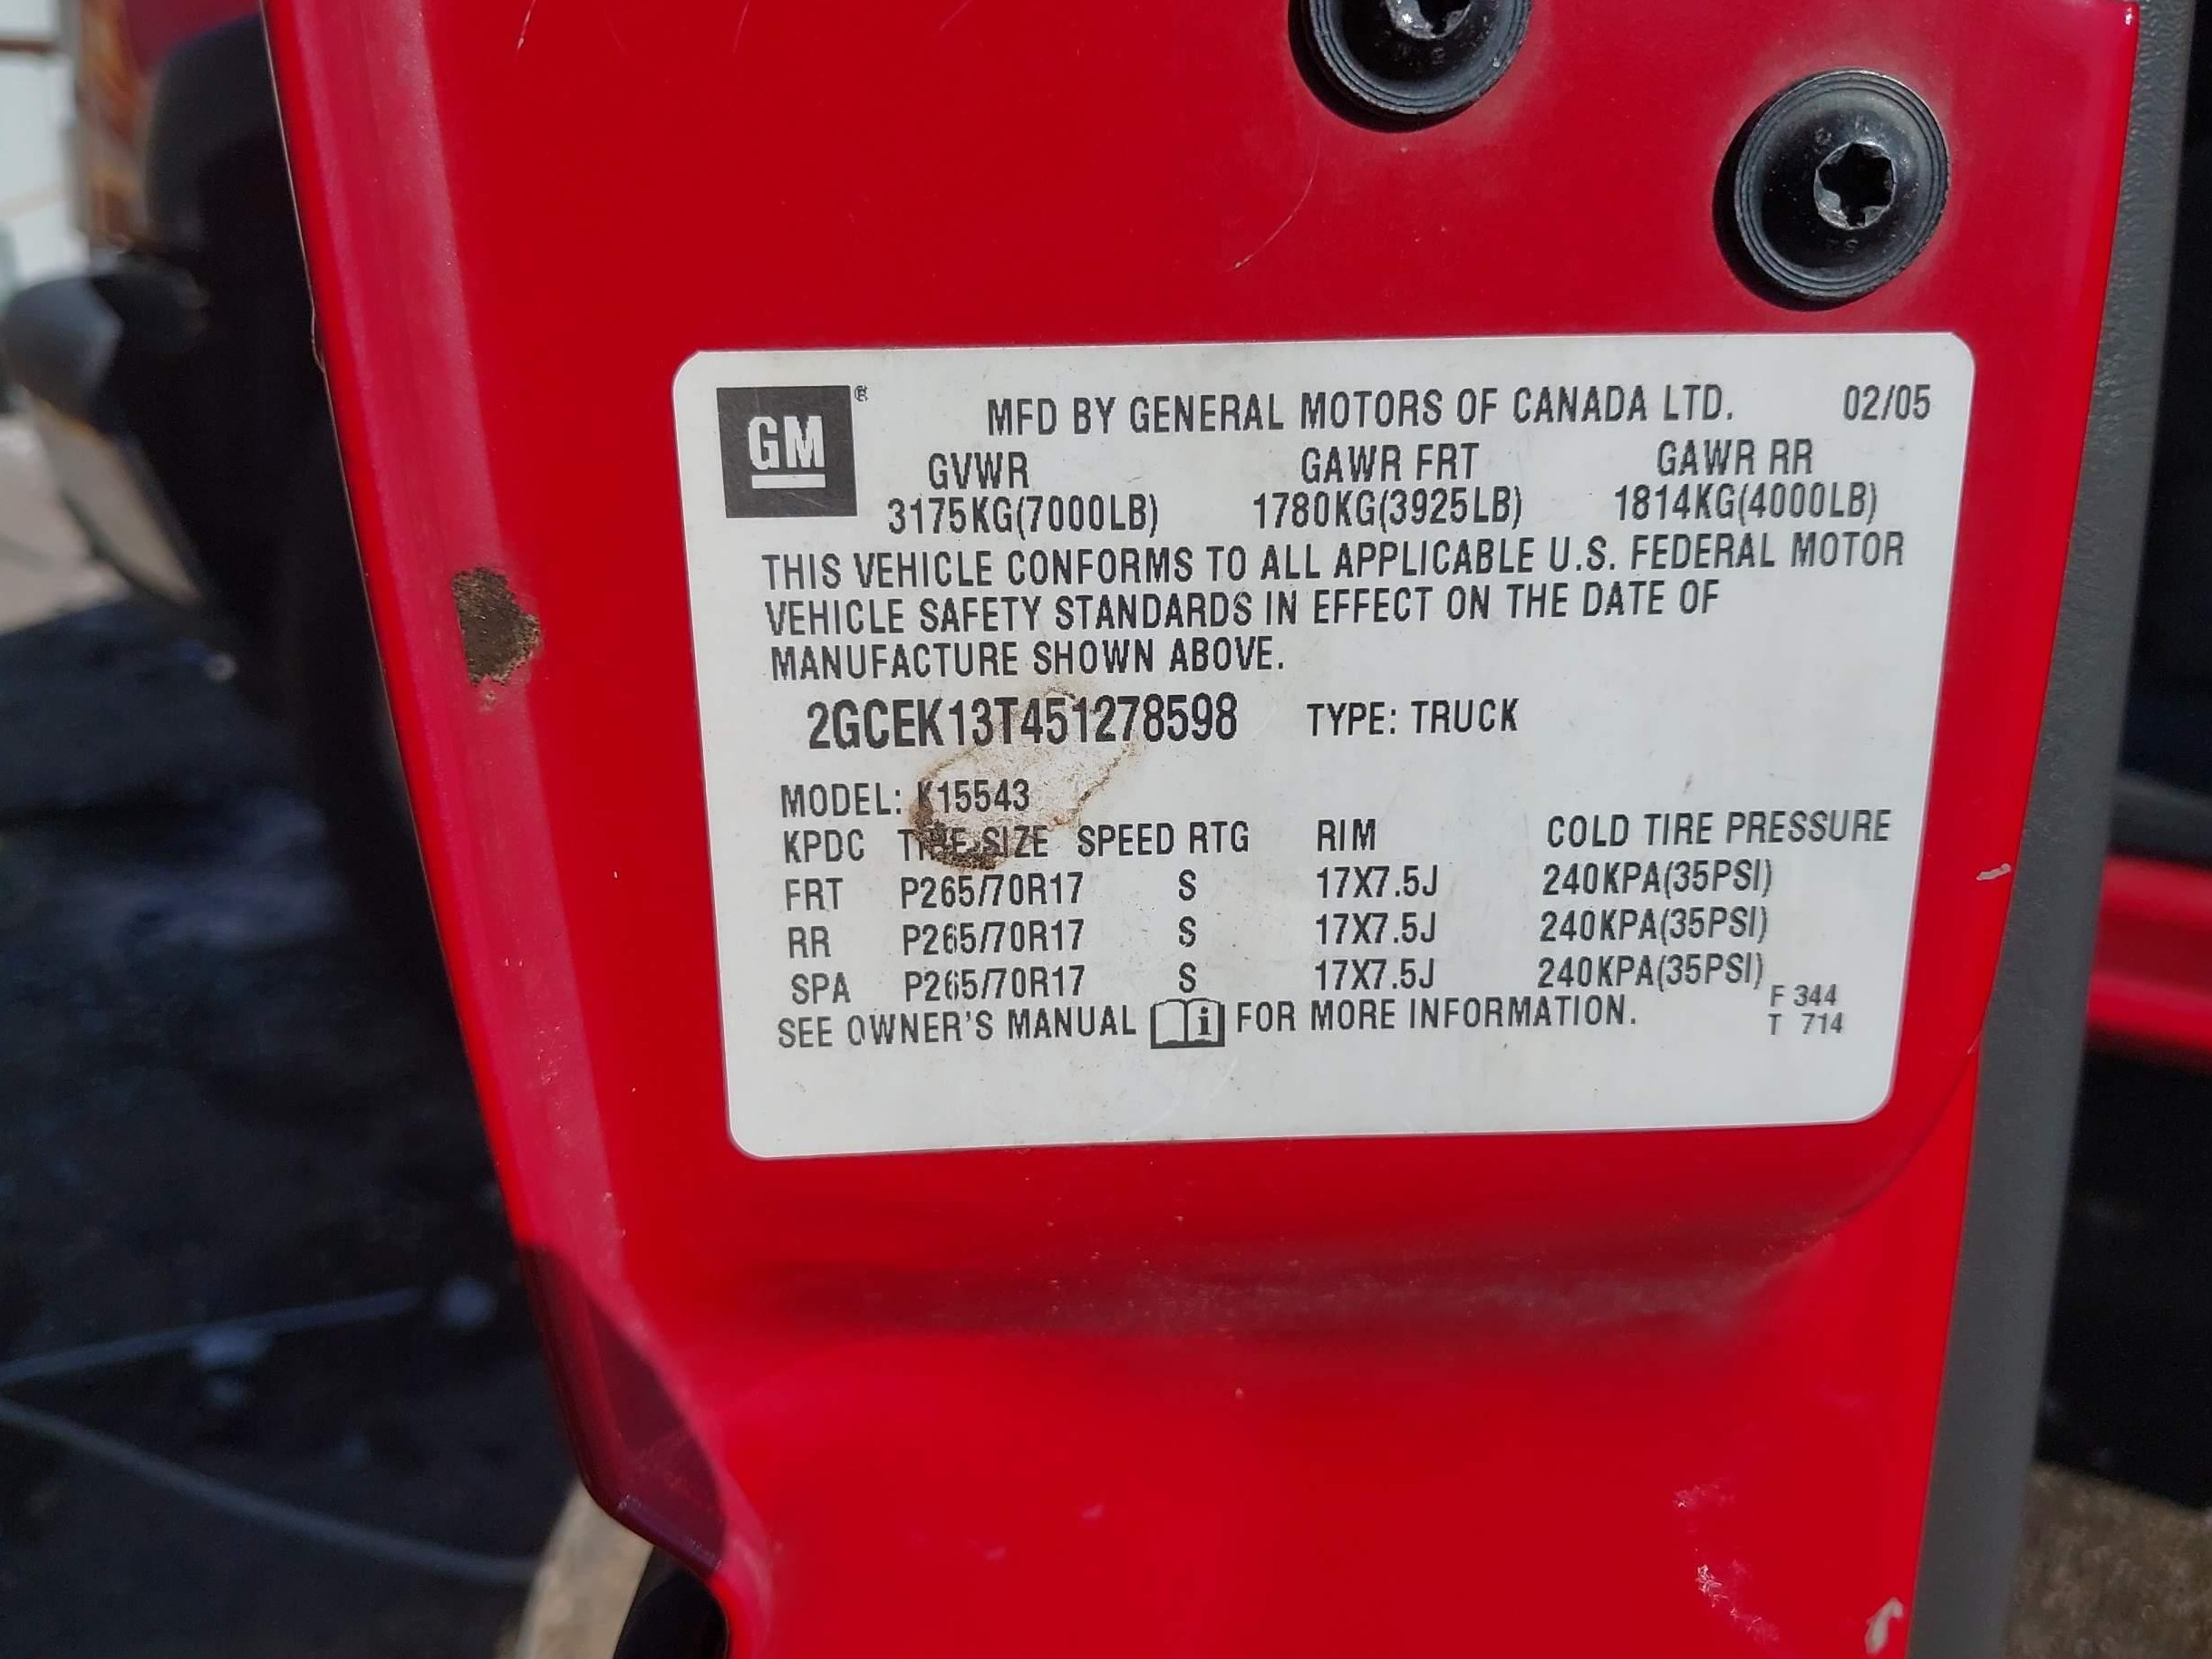 GM ® MFD BY GENERAL MOTORS OF CANADA LTD. 02/05
GVWR GAWR FRT GAWR RR
3175KG(7000LB) 1780KG(3925LB) 1814KG(4000LB)
THIS VEHICLE CONFORMS TO ALL APPLICABLE U.S. FEDERAL MOTOR
VEHICLE SAFETY STANDARDS IN EFFECT ON THE DATE OF
MANUFACTURE SHOWN ABOVE.
2GCEK13T451278598 TYPE: TRUCK
MODEL: K15543
KPDC TIRE SIZE SPEED RTG RIM COLD TIRE PRESSURE
FRT P265/70R17 S 17X7.5J 240KPA(35PSI)
RR P265/70R17 S 17X7.5J 240KPA(35PSI)
SPA P265/70R17 S 17X7.5J 240KPA(35PSI)
SEE OWNER'S MANUAL i FOR MORE INFORMATION.
F 344
T 714